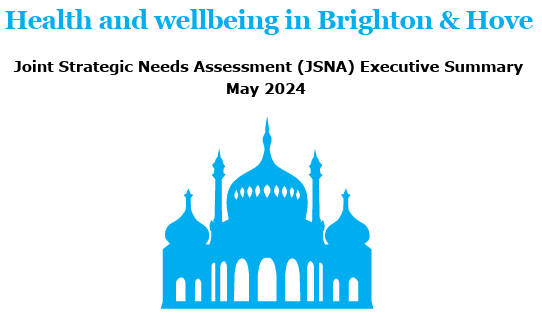 Health and wellbeing in Brighton & Hove
Joint Strategic Needs Assessment (JSNA) Executive Summary
May 2024